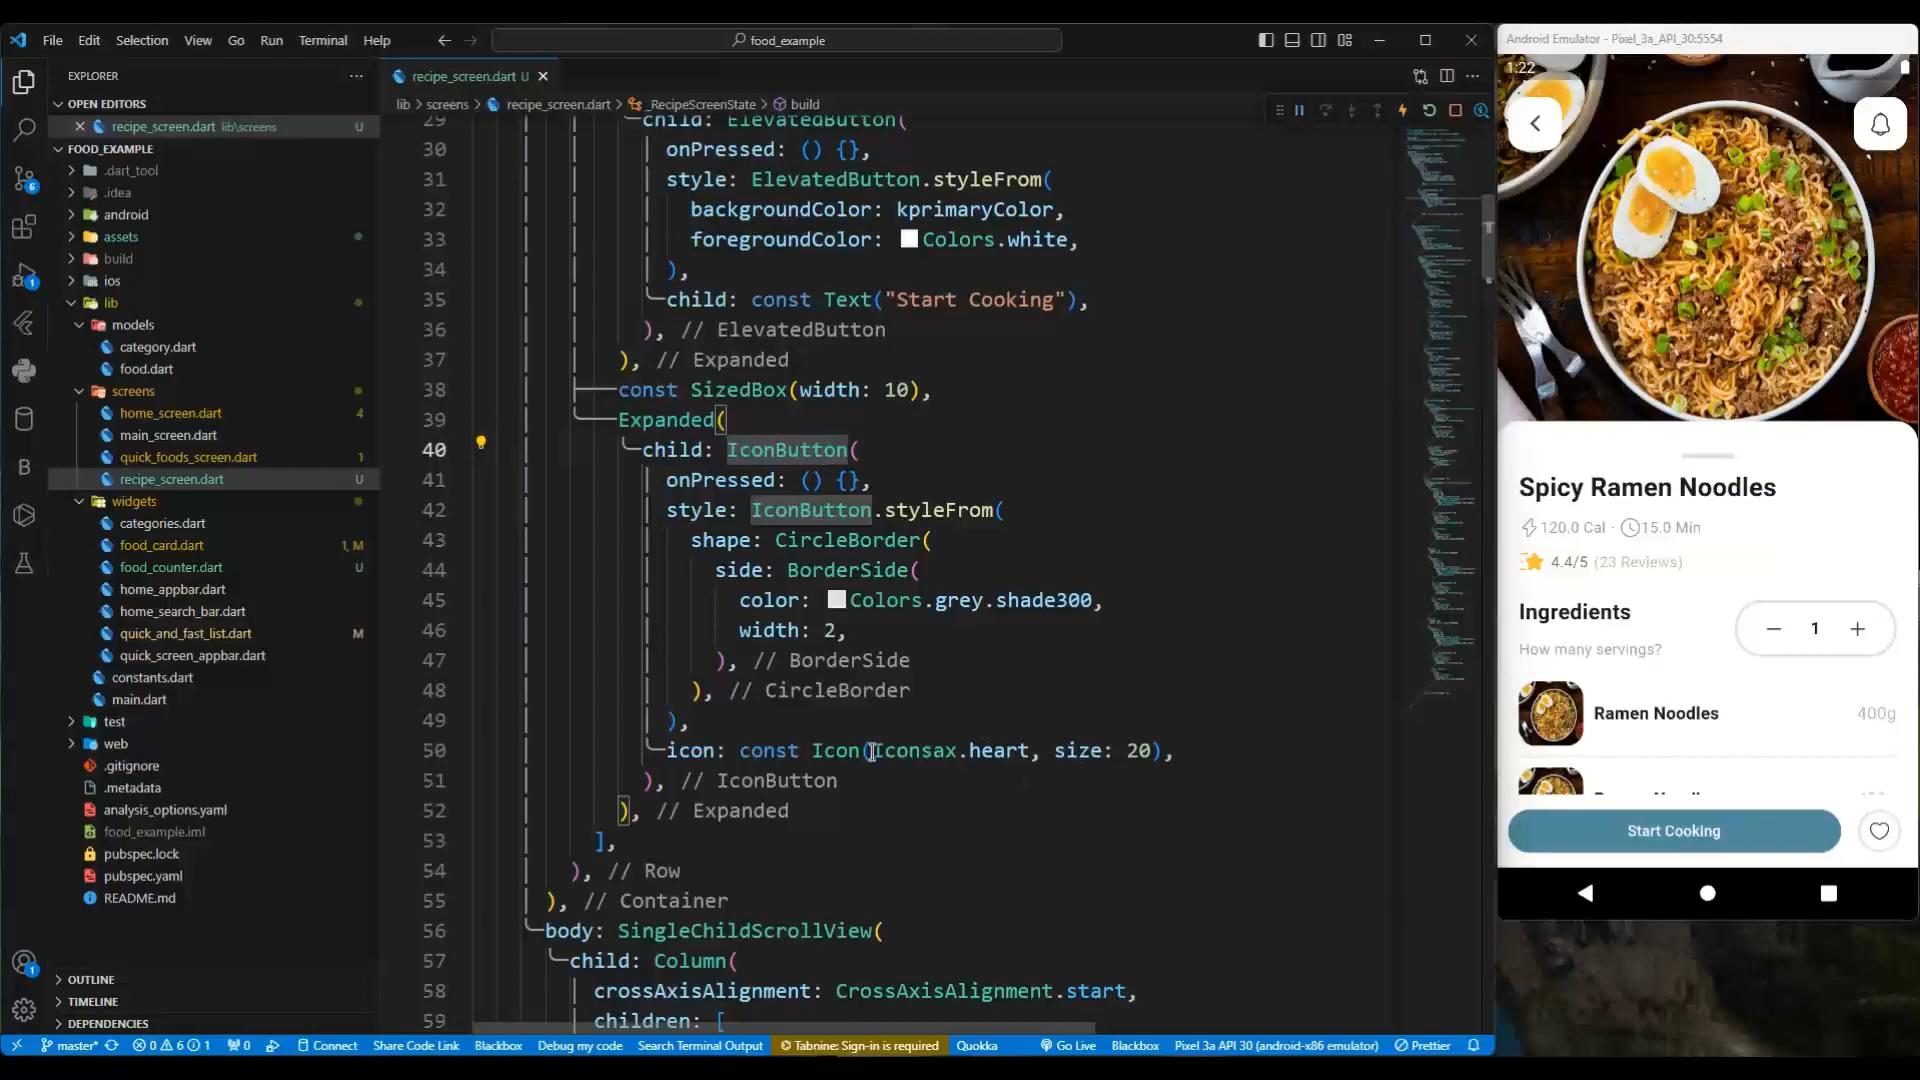 File Edit Selection View Go Run Terminal Help
food_example
EXPLORER
OPEN EDITORS
recipe_screen.dart lib\screens U
FOOD_EXAMPLE
.dart_tool
.idea
android
assets
build
ios
lib
models
category.dart
food.dart
screens
home_screen.dart 4
main_screen.dart
quick_foods_screen.dart 1
recipe_screen.dart U
widgets
categories.dart
food_card.dart 1, M
food_counter.dart U
home_appbar.dart
home_search_bar.dart
quick_and_fast_list.dart M
quick_screen_appbar.dart
constants.dart
main.dart
test
web
.gitignore
.metadata
analysis_options.yaml
food_example.iml
pubspec.lock
pubspec.yaml
README.md
OUTLINE
TIMELINE
DEPENDENCIES
recipe_screen.dart U
lib > screens > recipe_screen.dart > _RecipeScreenState > build
29 child: ElevatedButton(
30 onPressed: () {},
31 style: ElevatedButton.styleFrom(
32 backgroundColor: kprimaryColor,
33 foregroundColor: Colors.white,
34 ),
35 child: const Text("Start Cooking"),
36 ), // ElevatedButton
37 ), // Expanded
38 const SizedBox(width: 10),
39 Expanded(
40 child: IconButton(
41 onPressed: () {},
42 style: IconButton.styleFrom(
43 shape: CircleBorder(
44 side: BorderSide(
45 color: Colors.grey.shade300,
46 width: 2,
47 ), // BorderSide
48 ), // CircleBorder
49 ),
50 icon: const Icon(Iconsax.heart, size: 20),
51 ), // IconButton
52 ), // Expanded
53 ],
54 ), // Row
55 ), // Container
56 body: SingleChildScrollView(
57 child: Column(
58 crossAxisAlignment: CrossAxisAlignment.start,
59 children: [
6
1
1
master* 0 6 1 0 Connect Share Code Link Blackbox Debug my code Search Terminal Output Tabnine: Sign-in is required Quokka Go Live Blackbox Pixel 3a API 30 (android-x86 emulator) Prettier
Android Emulator - Pixel_3a_API_30:5554
1:22
Spicy Ramen Noodles
120.0 Cal · 15.0 Min
4.4/5 (23 Reviews)
Ingredients
How many servings?
− 1 +
Ramen Noodles 400g
Start Cooking